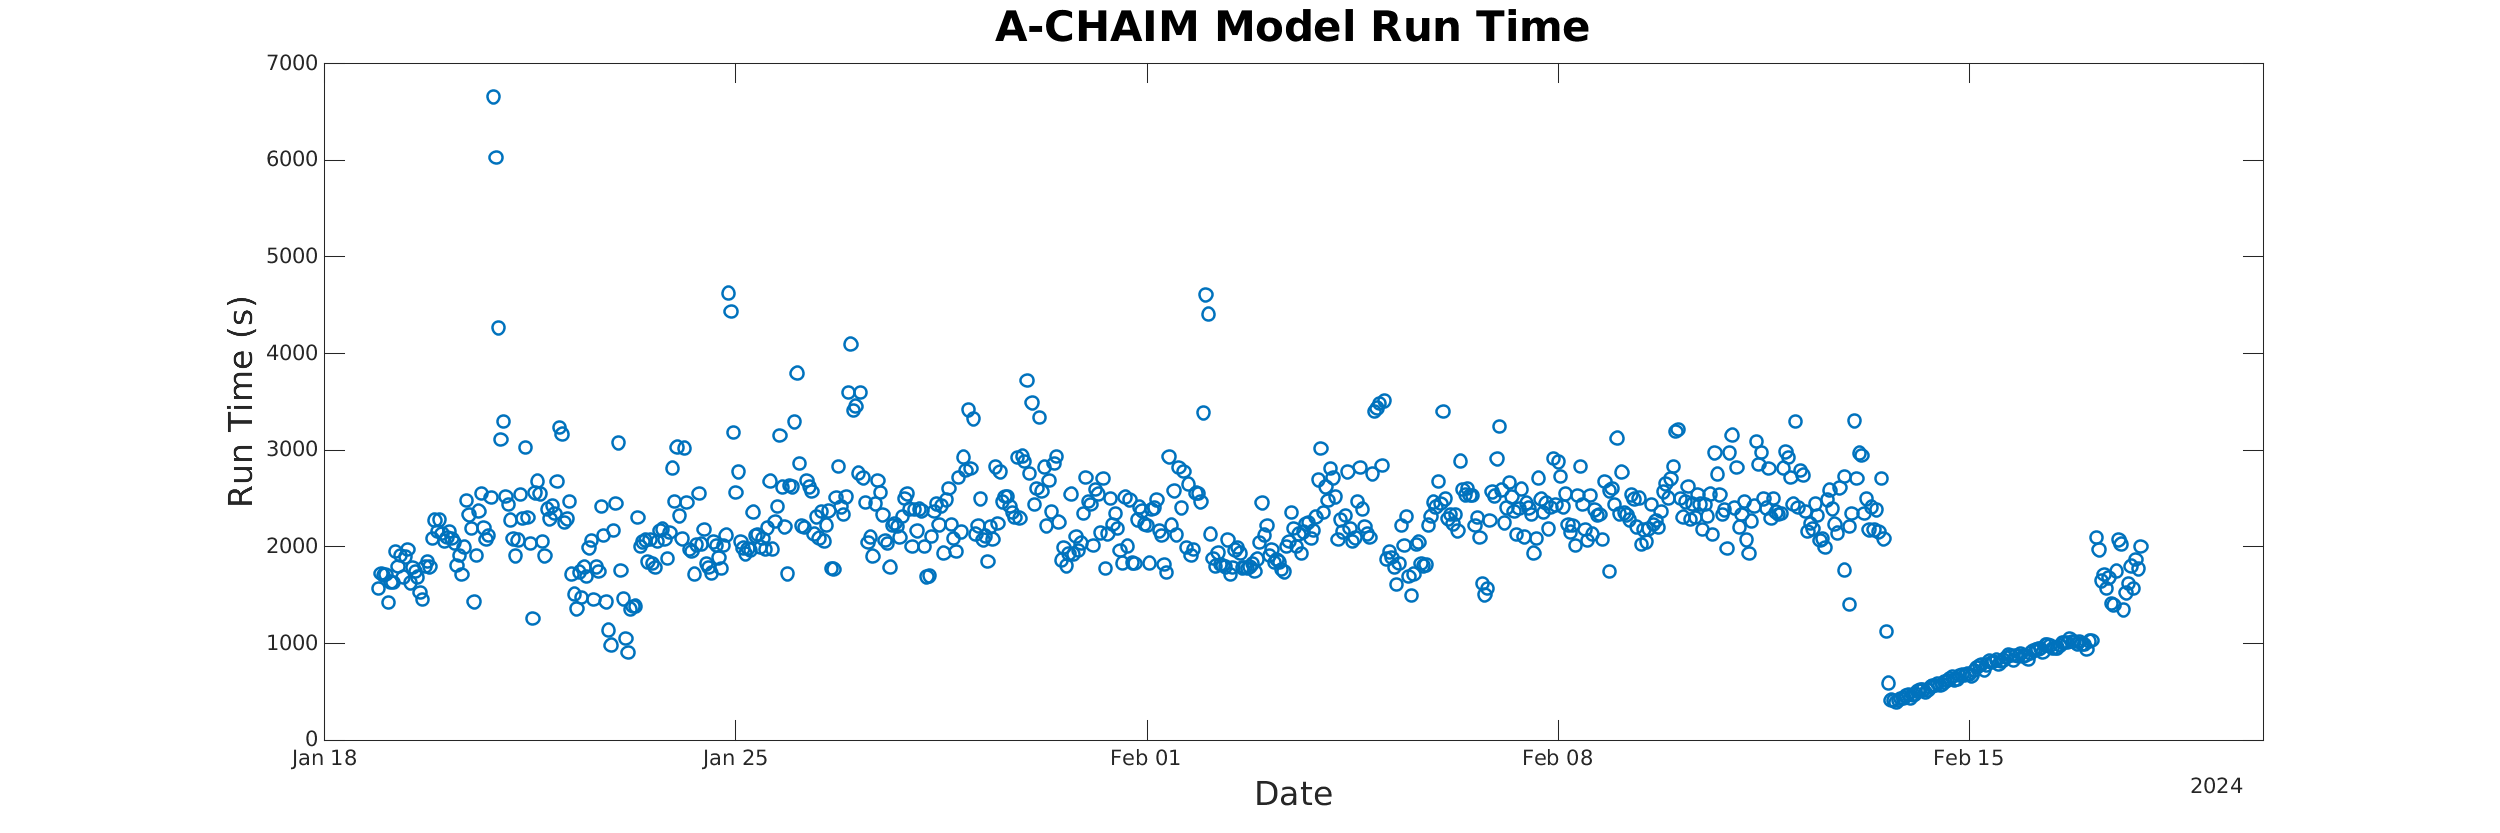 A-CHAIM Model Run Time
7000
6000
5000
4000
3000
2000
1000
0
Run Time (s)
Jan 18
Jan 25
Feb 01
Feb 08
Feb 15
2024
Date